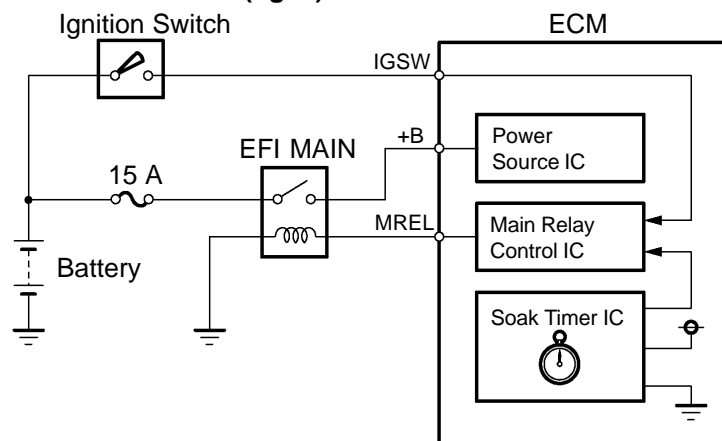 Ignition Switch
ECM
IGSW
+B
Power
Source IC
EFI MAIN
15 A
MREL
Main Relay
Control IC
Battery
Soak Timer IC